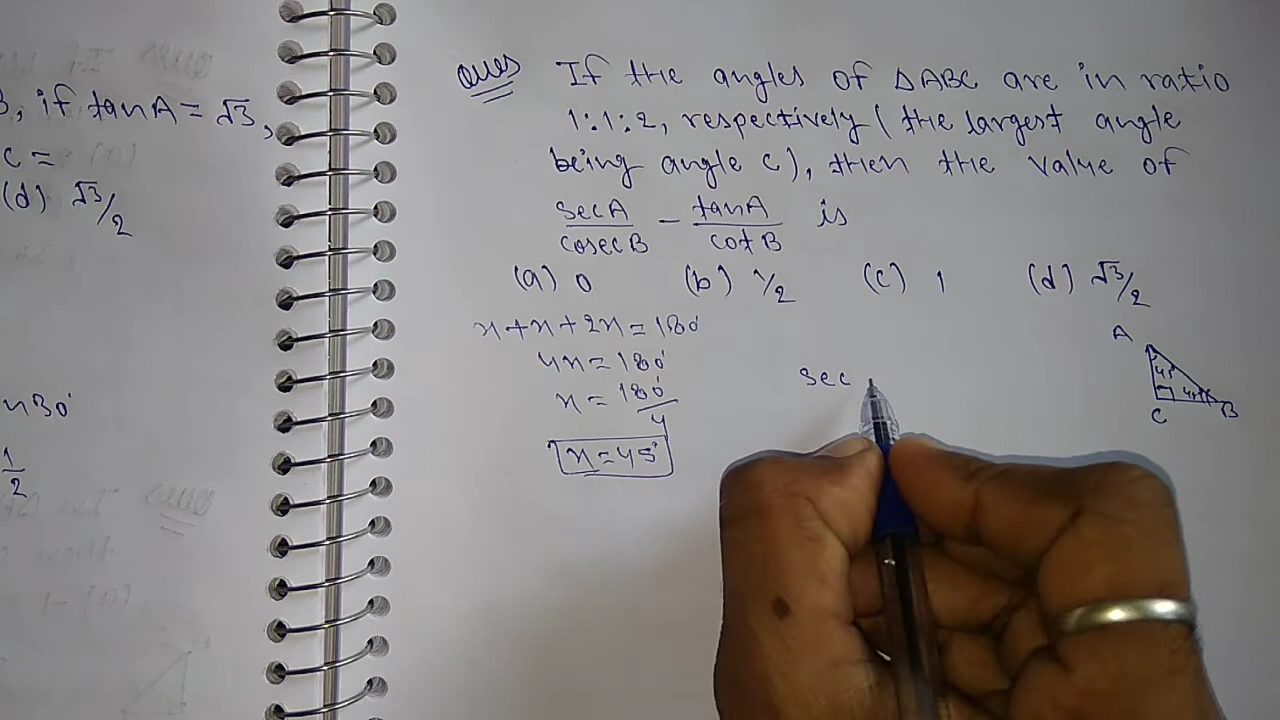 B, if tanA = √3,
C =
(d) √3/2
30°
1/2
Ques If the angles of △ABC are in ratio
1:1:2, respectively (the largest angle
being angle C), then the value of
secA/cosecB - tanA/cotB is
(a) 0 (b) 1/2 (c) 1 (d) √3/2
x+x+2x=180°
4x=180°
x=180°/4
x=45°
sec
A
45°
45°
C B